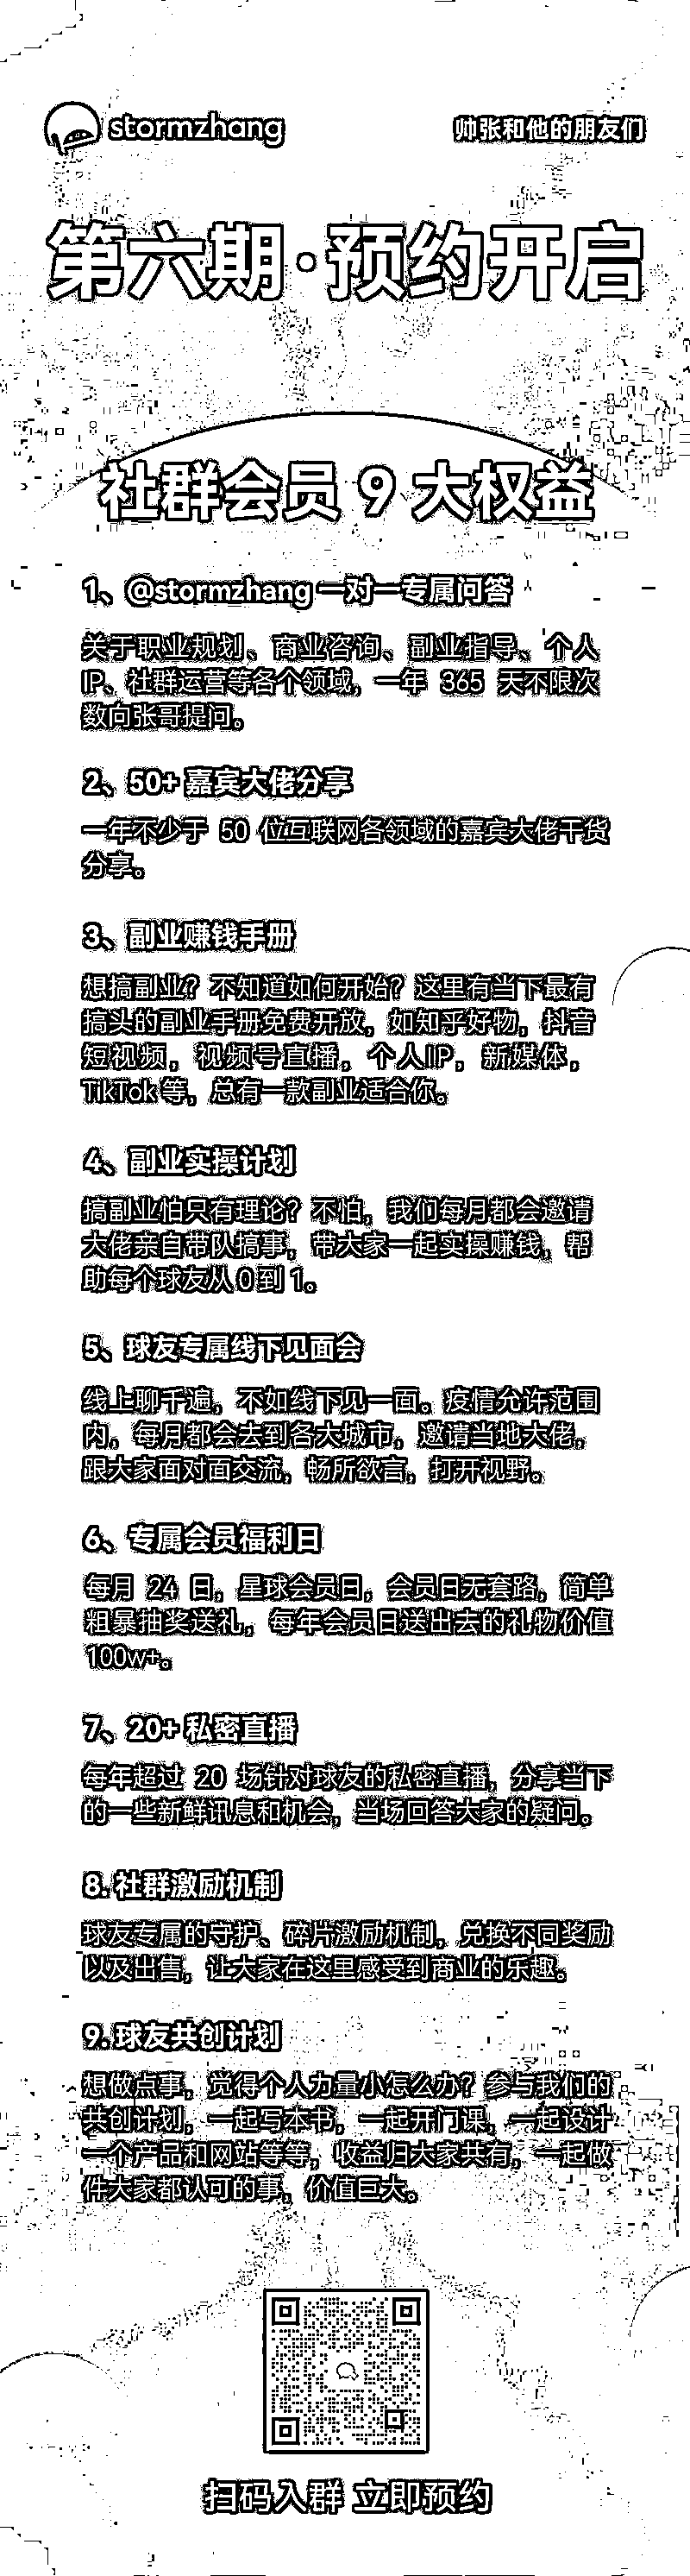 stormzhang
帅张和他的朋友们
第六期·预约开启
社群会员 9 大权益
1、@stormzhang 一对一专属问答
关于职业规划、商业咨询、副业指导、个人
IP、社群运营等各个领域，一年 365 天不限次
数向张哥提问。
2、50+ 嘉宾大佬分享
一年不少于 50 位互联网各领域的嘉宾大佬干货
分享。
3、副业赚钱手册
想搞副业？不知道如何开始？这里有当下最有
搞头的副业手册免费开放，如知乎好物，抖音
短视频，视频号直播，个人IP，新媒体，
TikTok 等，总有一款副业适合你。
4、副业实操计划
搞副业怕只有理论？不怕，我们每月都会邀请
大佬亲自带队搞事，带大家一起实操赚钱，帮
助每个球友从 0 到 1。
5、球友专属线下见面会
线上聊千遍，不如线下见一面。疫情允许范围
内，每月都会去到各大城市，邀请当地大佬，
跟大家面对面交流，畅所欲言，打开视野。
6、专属会员福利日
每月 24 日，星球会员日，会员日无套路，简单
粗暴抽奖送礼，每年会员日送出去的礼物价值
100w+。
7、20+ 私密直播
每年超过 20 场针对球友的私密直播，分享当下
的一些新鲜讯息和机会，当场回答大家的疑问。
8. 社群激励机制
球友专属的守护、碎片激励机制，兑换不同奖励
以及出售，让大家在这里感受到商业的乐趣。
9. 球友共创计划
想做点事，觉得个人力量小怎么办？参与我们的
共创计划，一起写本书，一起开门课，一起设计
一个产品和网站等等，收益归大家共有，一起做
件大家都认可的事，价值巨大。
扫码入群 立即预约